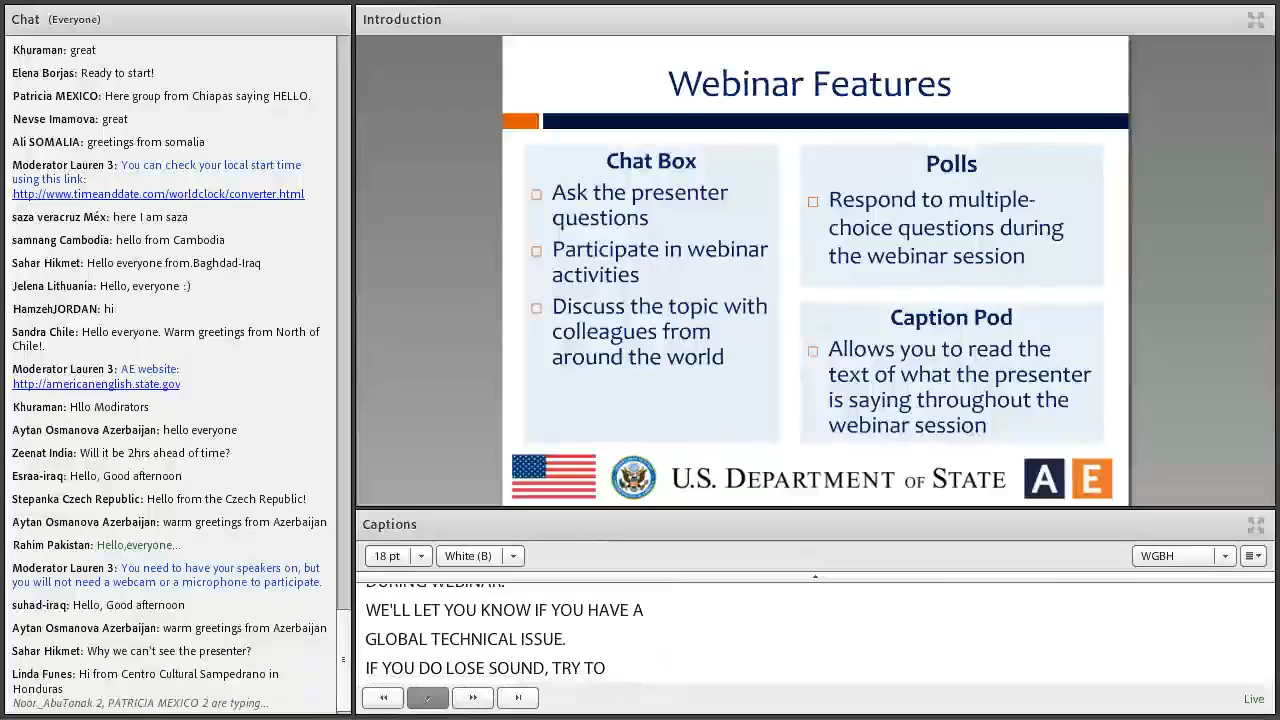 Chat (Everyone)
Khuraman: great
Elena Borjas: Ready to start!
Patricia MEXICO: Here group from Chiapas saying HELLO.
Nevse Imamova: great
Ali SOMALIA: greetings from somalia
Moderator Lauren 3: You can check your local start time
using this link:
http://www.timeanddate.com/worldclock/converter.html
saza veracruz Méx: here I am saza
samnang Cambodia: hello from Cambodia
Sahar Hikmet: Hello everyone from.Baghdad-Iraq
Jelena Lithuania: Hello, everyone :)
HamzehJORDAN: hi
Sandra Chile: Hello everyone. Warm greetings from North of
Chile!.
Moderator Lauren 3: AE website:
http://americanenglish.state.gov
Khuraman: Hllo Modirators
Aytan Osmanova Azerbaijan: hello everyone
Zeenat India: Will it be 2hrs ahead of time?
Esraa-iraq: Hello, Good afternoon
Stepanka Czech Republic: Hello from the Czech Republic!
Aytan Osmanova Azerbaijan: warm greetings from Azerbaijan
Rahim Pakistan: Hello,everyone...
Moderator Lauren 3: You need to have your speakers on, but
you will not need a webcam or a microphone to participate.
suhad-iraq: Hello, Good afternoon
Aytan Osmanova Azerbaijan: warm greetings from Azerbaijan
Sahar Hikmet: Why we can't see the presenter?
Linda Funes: Hi from Centro Cultural Sampedrano in
Honduras
Noor_AbuTanak 2, PATRICIA MEXICO 2 are typing...
Introduction
Webinar Features
Chat Box
Ask the presenter
questions
Participate in webinar
activities
Discuss the topic with
colleagues from
around the world
Polls
Respond to multiple-
choice questions during
the webinar session
Caption Pod
Allows you to read the
text of what the presenter
is saying throughout the
webinar session
U.S. DEPARTMENT OF STATE
A E
Captions
18 pt
White (B)
WGBH
DURING WEBINAR.
WE'LL LET YOU KNOW IF YOU HAVE A
GLOBAL TECHNICAL ISSUE.
IF YOU DO LOSE SOUND, TRY TO
Live